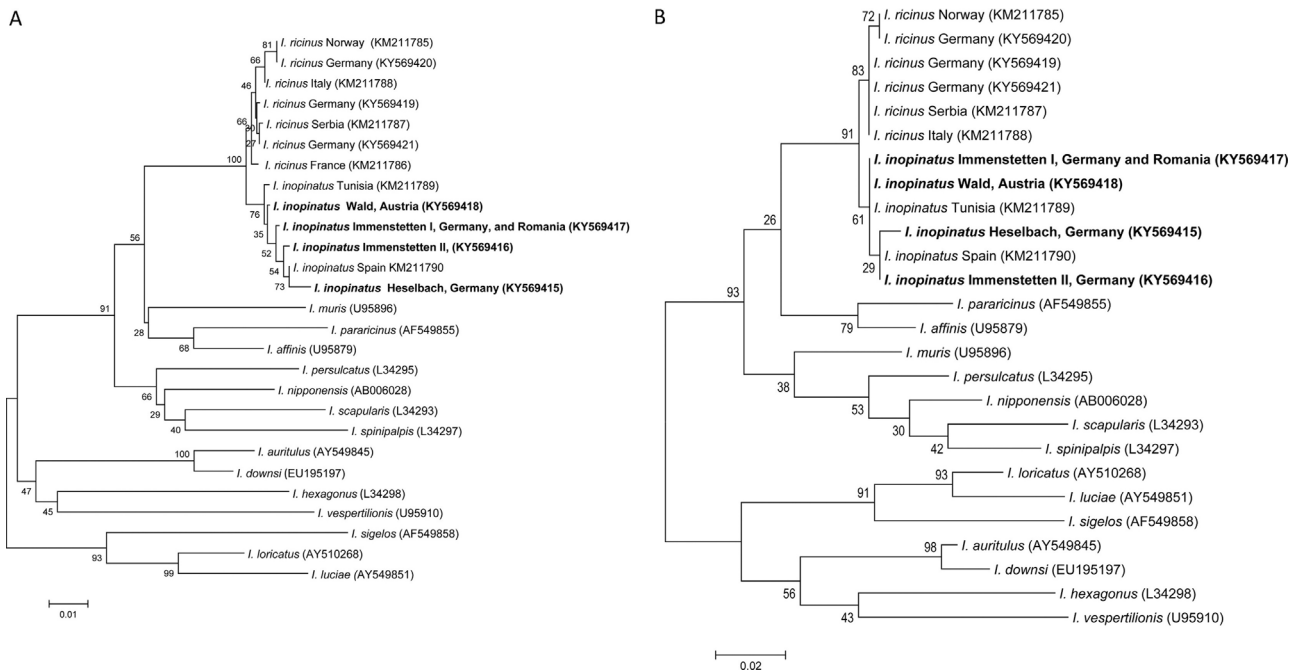 A
I. ricinus Norway (KM211785)
81
I. ricinus Germany (KY569420)
66
I. ricinus Italy (KM211788)
46
I. ricinus Germany (KY569419)
66
I. ricinus Serbia (KM211787)
30
27
I. ricinus Germany (KY569421)
100
I. ricinus France (KM211786)
I. inopinatus Tunisia (KM211789)
76
I. inopinatus Wald, Austria (KY569418)
35
I. inopinatus Immenstetten I, Germany, and Romania (KY569417)
52
I. inopinatus Immenstetten II, (KY569416)
54
I. inopinatus Spain KM211790
73
I. inopinatus Heselbach, Germany (KY569415)
56
91
I. muris (U95896)
28
I. pararicinus (AF549855)
68
I. affinis (U95879)
I. persulcatus (L34295)
66
I. nipponensis (AB006028)
29
I. scapularis (L34293)
40
I. spinipalpis (L34297)
100
I. auritulus (AY549845)
I. downsi (EU195197)
47
I. hexagonus (L34298)
45
I. vespertilionis (U95910)
I. sigelos (AF549858)
93
I. loricatus (AY510268)
99
I. luciae (AY549851)
0.01
B
72
I. ricinus Norway (KM211785)
I. ricinus Germany (KY569420)
83
I. ricinus Germany (KY569419)
I. ricinus Germany (KY569421)
I. ricinus Serbia (KM211787)
91
I. ricinus Italy (KM211788)
I. inopinatus Immenstetten I, Germany and Romania (KY569417)
I. inopinatus Wald, Austria (KY569418)
61
I. inopinatus Tunisia (KM211789)
26
I. inopinatus Heselbach, Germany (KY569415)
I. inopinatus Spain (KM211790)
29
I. inopinatus Immenstetten II, Germany (KY569416)
93
I. pararicinus (AF549855)
79
I. affinis (U95879)
I. muris (U95896)
38
I. persulcatus (L34295)
53
I. nipponensis (AB006028)
30
I. scapularis (L34293)
42
I. spinipalpis (L34297)
93
I. loricatus (AY510268)
91
I. luciae (AY549851)
I. sigelos (AF549858)
98
I. auritulus (AY549845)
I. downsi (EU195197)
56
I. hexagonus (L34298)
43
I. vespertilionis (U95910)
0.02